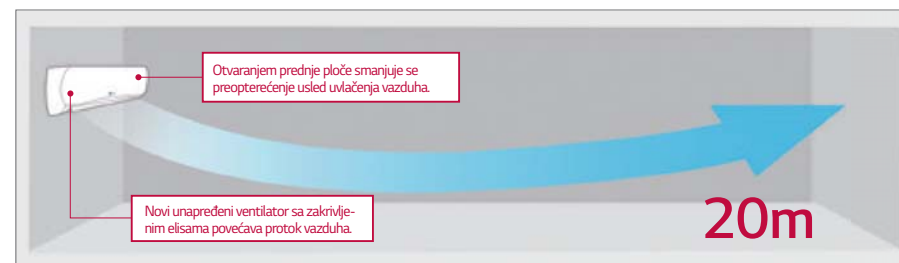 Otvaranjem prednje ploče smanjuje se
preopterećenje usled uvlačenja vazduha.
Novi unapređeni ventilator sa zakrivlje-
nim elisama povećava protok vazduha.
20m